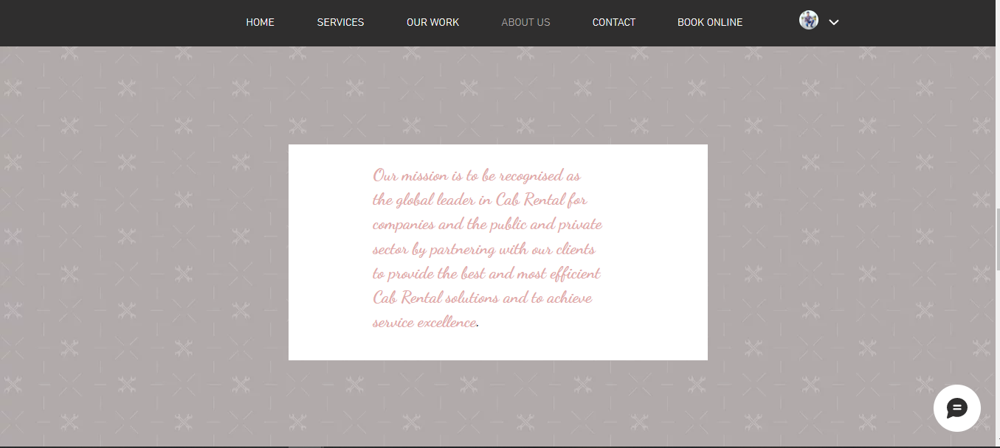 HOME SERVICES OUR WORK ABOUT US CONTACT BOOK ONLINE
Our mission is to be recognised as
the global leader in Cab Rental for
companies and the public and private
sector by partnering with our clients
to provide the best and most efficient
Cab Rental solutions and to achieve
service excellence.